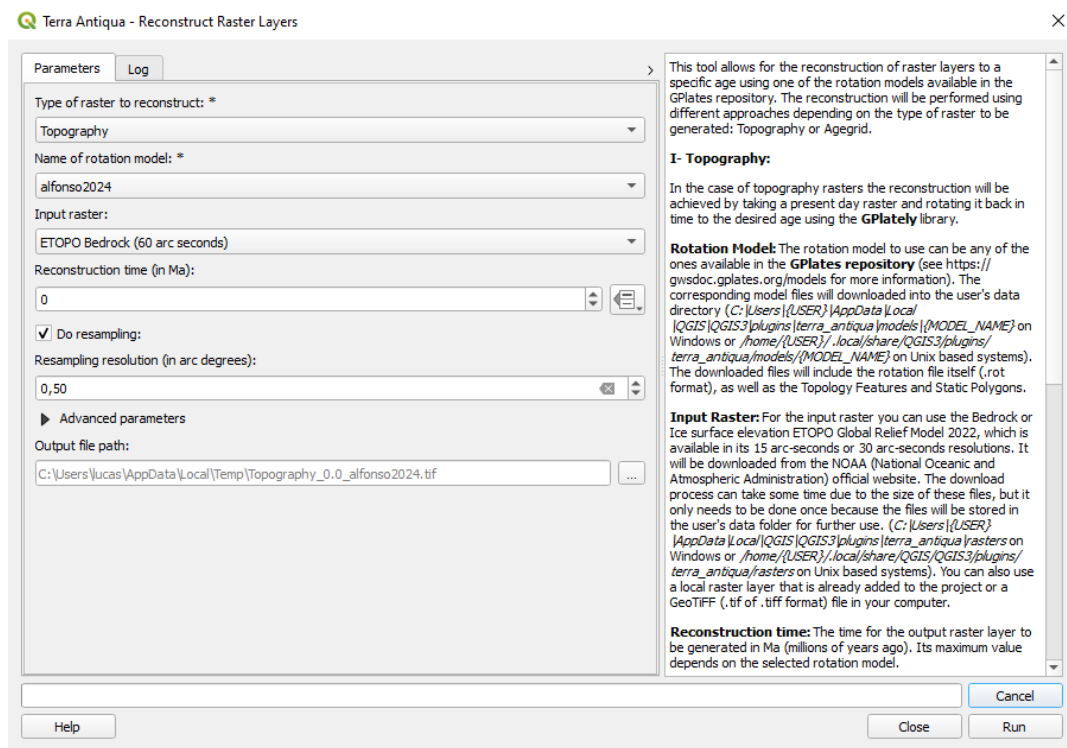 Terra Antiqua - Reconstruct Raster Layers
Parameters
Log
Type of raster to reconstruct: *
Topography
Name of rotation model: *
alfonso2024
Input raster:
ETOPO Bedrock (60 arc seconds)
Reconstruction time (in Ma):
0
Do resampling:
Resampling resolution (in arc degrees):
0,50
Advanced parameters
Output file path:
C:\Users\lucas\AppData\Local\Temp\Topography_0.0_alfonso2024.tif
...
This tool allows for the reconstruction of raster layers to a
specific age using one of the rotation models available in the
GPlates repository. The reconstruction will be performed using
different approaches depending on the type of raster to be
generated: Topography or Agegrid.
I- Topography:
In the case of topography rasters the reconstruction will be
achieved by taking a present day raster and rotating it back in
time to the desired age using the GPlately library.
Rotation Model: The rotation model to use can be any of the
ones available in the GPlates repository (see https://
gwsdoc.gplates.org/models for more information). The
corresponding model files will downloaded into the user's data
directory (C:\Users\{USER}\AppData\Local
\QGIS\QGIS3\plugins\terra_antiqua\models\{MODEL_NAME} on
Windows or /home/{USER}/.local/share/QGIS3/plugins/
terra_antiqua/models/{MODEL_NAME} on Unix based systems).
The downloaded files will include the rotation file itself (.rot
format), as well as the Topology Features and Static Polygons.
Input Raster: For the input raster you can use the Bedrock or
Ice surface elevation ETOPO Global Relief Model 2022, which is
available in its 15 arc-seconds or 30 arc-seconds resolutions. It
will be downloaded from the NOAA (National Oceanic and
Atmospheric Administration) official website. The download
process can take some time due to the size of these files, but it
only needs to be done once because the files will be stored in
the user's data folder for further use. (C:\Users\{USER}
\AppData\Local\QGIS\QGIS3\plugins\terra_antiqua\rasters on
Windows or /home/{USER}/.local/share/QGIS/QGIS3/plugins/
terra_antiqua/rasters on Unix based systems). You can also use
a local raster layer that is already added to the project or a
GeoTiFF (.tif of .tiff format) file in your computer.
Reconstruction time: The time for the output raster layer to
be generated in Ma (millions of years ago). Its maximum value
depends on the selected rotation model.
Cancel
Help
Close
Run